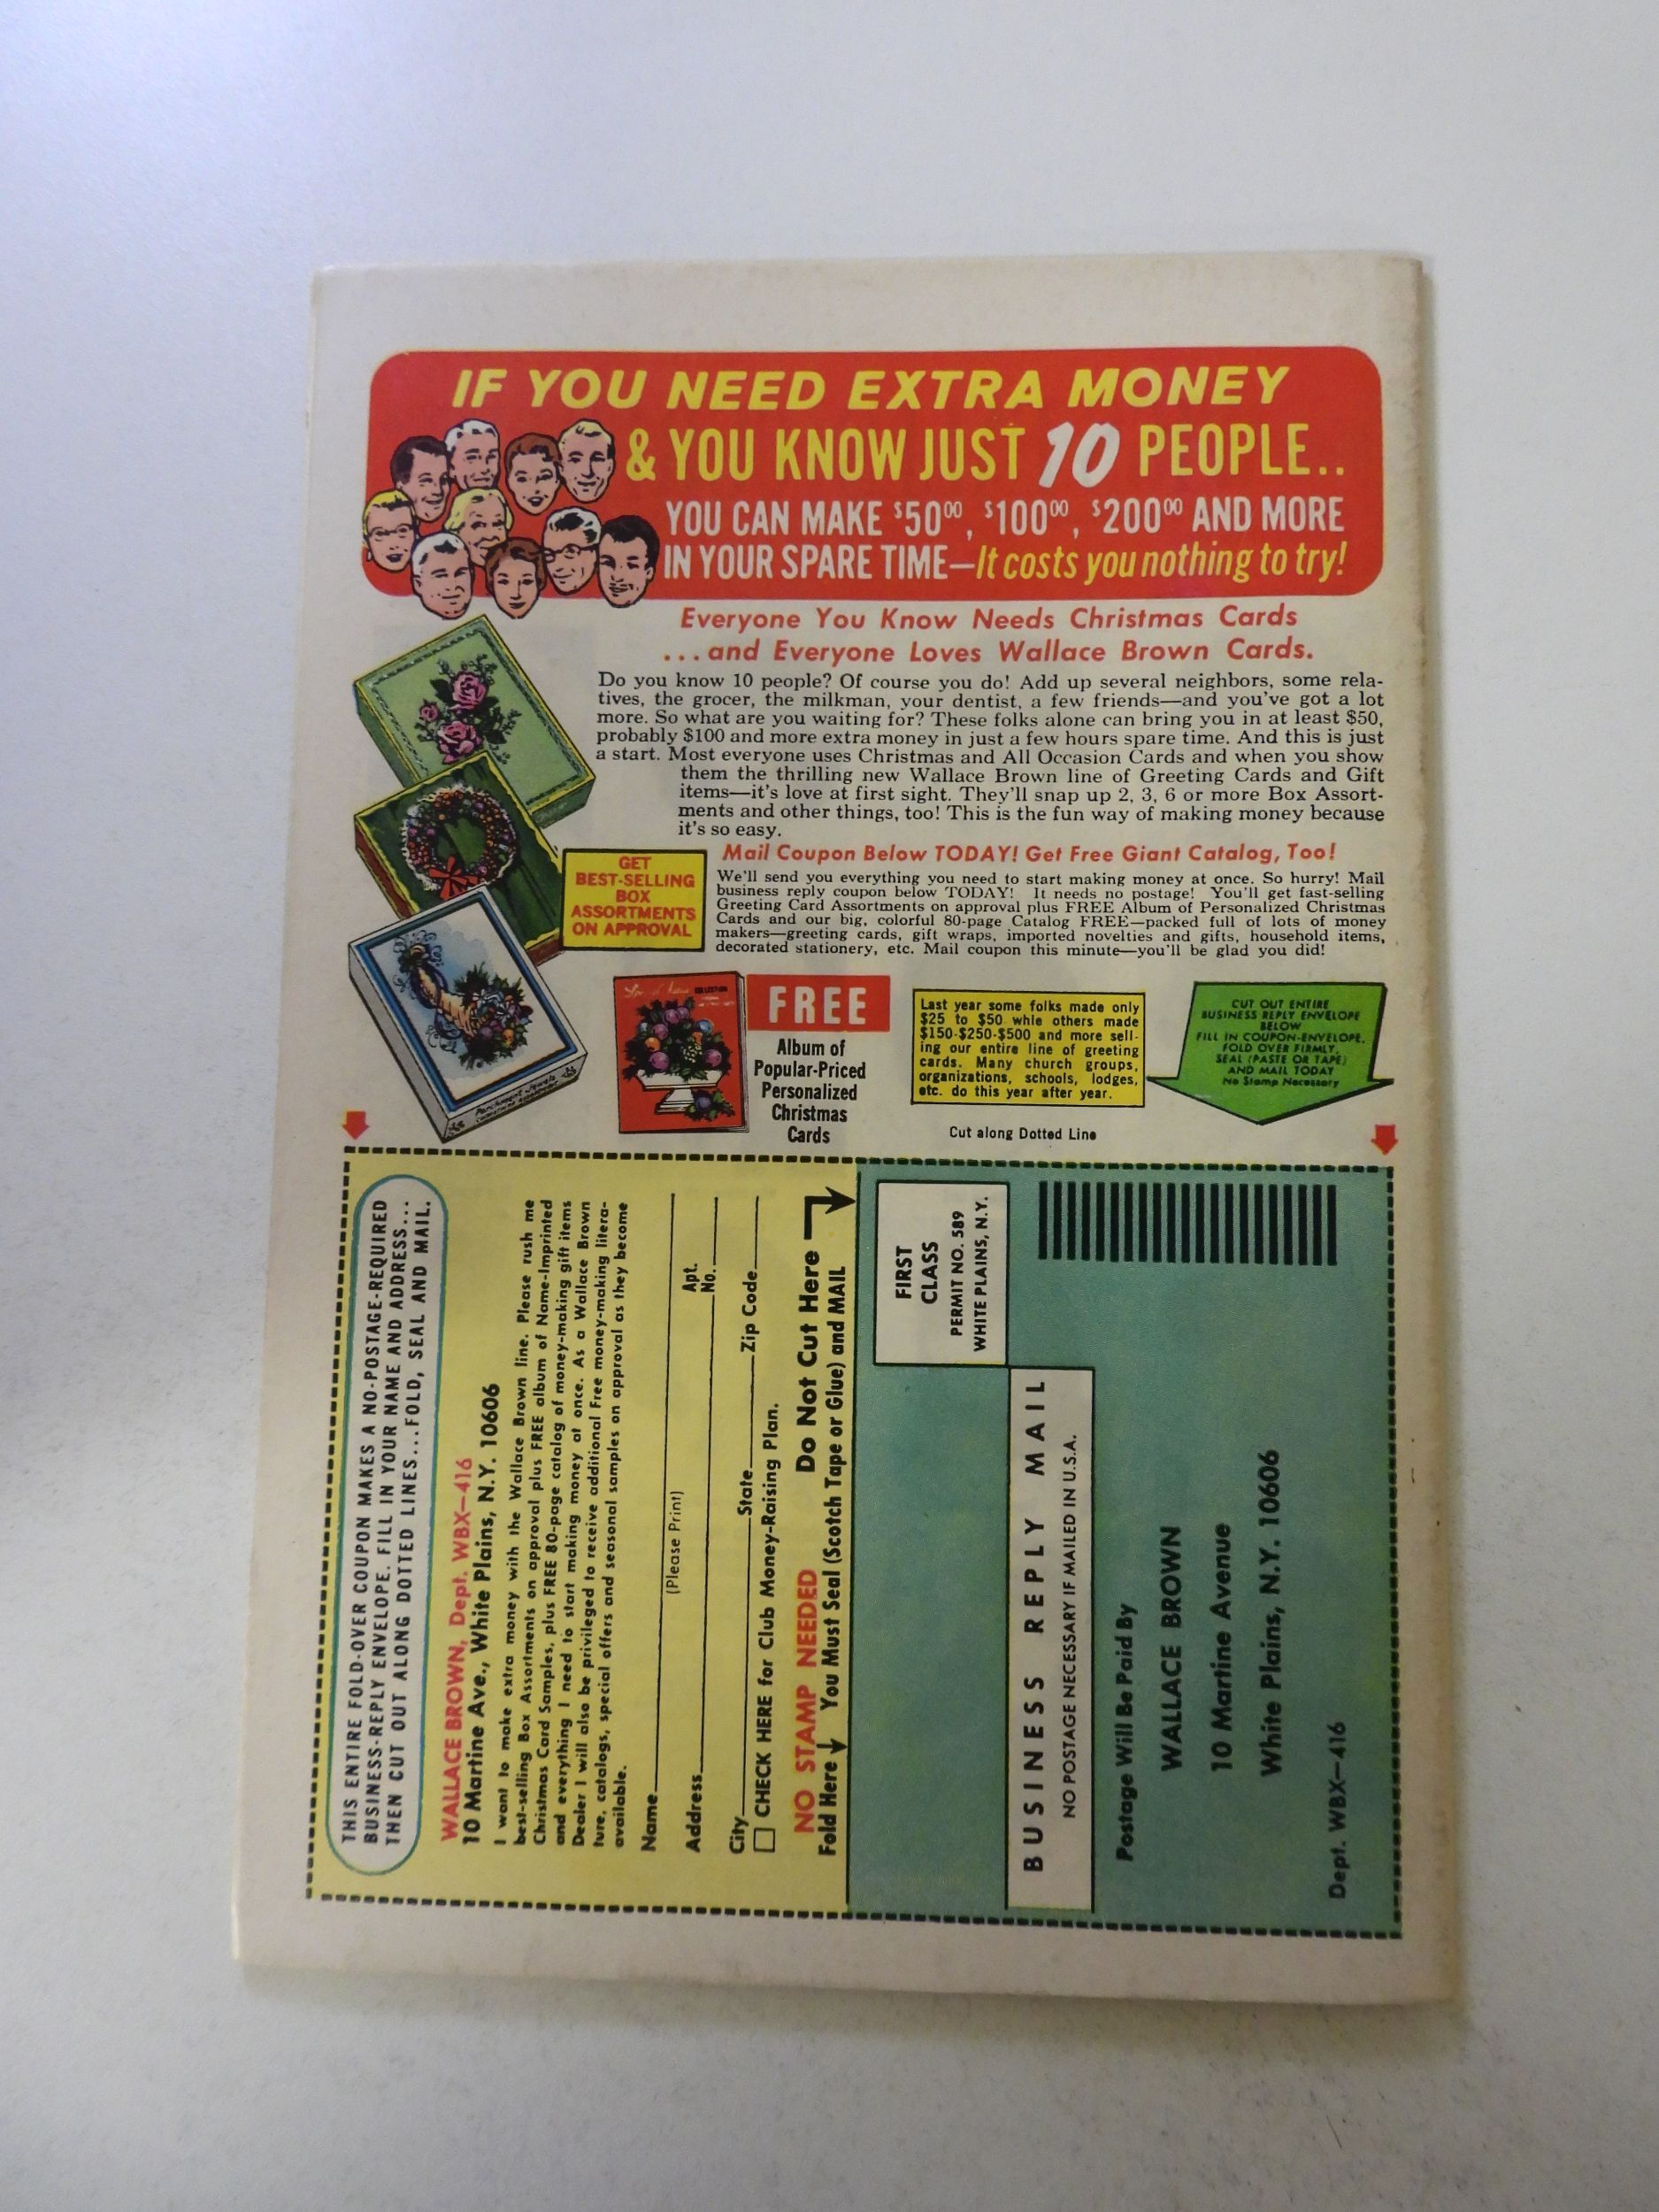 IF YOU NEED EXTRA MONEY
& YOU KNOW JUST 10 PEOPLE..
YOU CAN MAKE $50.00, $100.00, $200.00 AND MORE
IN YOUR SPARE TIME—It costs you nothing to try!
Everyone You Know Needs Christmas Cards
...and Everyone Loves Wallace Brown Cards.
Do you know 10 people? Of course you do! Add up several neighbors, some rela-
tives, the grocer, the milkman, your dentist, a few friends—and you've got a lot
more. So what are you waiting for? These folks alone can bring you in at least $50,
probably $100 and more extra money in just a few hours spare time. And this is just
a start. Most everyone uses Christmas and All Occasion Cards and when you show
them the thrilling new Wallace Brown line of Greeting Cards and Gift
items—it's love at first sight. They'll snap up 2, 3, 6 or more Box Assort-
ments and other things, too! This is the fun way of making money because
it's so easy.
GET
BEST-SELLING
BOX
ASSORTMENTS
ON APPROVAL
Mail Coupon Below TODAY! Get Free Giant Catalog, Too!
We'll send you everything you need to start making money at once. So hurry! Mail
business reply coupon below TODAY! It needs no postage! You'll get fast-selling
Greeting Card Assortments on approval plus FREE Album of Personalized Christmas
Cards and our big, colorful 80-page Catalog FREE—packed full of lots of money
makers—greeting cards, gift wraps, imported novelties and gifts, household items,
decorated stationery, etc. Mail coupon this minute—you'll be glad you did!
Parchment Jewels
COLLECTION
FREE
Album of
Popular-Priced
Personalized
Christmas
Cards
Last year some folks made only
$25 to $50 whle others made
$150-$250-$500 and more sell-
ing our entire line of greeting
cards. Many church groups,
organizations, schools, lodges,
etc. do this year after year.
Cut along Dotted Line
CUT OUT ENTIRE
BUSINESS REPLY ENVELOPE
BELOW
FILL IN COUPON-ENVELOPE.
FOLD OVER FIRMLY,
SEAL (PASTE OR TAPE)
AND MAIL TODAY
No Stamp Necessary
THIS ENTIRE FOLD-OVER COUPON MAKES A NO-POSTAGE-REQUIRED
BUSINESS-REPLY ENVELOPE. FILL IN YOUR NAME AND ADDRESS...
THEN CUT OUT ALONG DOTTED LINES...FOLD, SEAL AND MAIL.
WALLACE BROWN, Dept. WBX—416
10 Martine Ave., White Plains, N.Y. 10606
I want to make extra money with the Wallace Brown line. Please rush me
best-selling Box Assortments on approval plus FREE album of Name-Imprinted
Christmas Card Samples, plus FREE 80-page catalog of money-making gift items
and everything I need to start making money at once. As a Wallace Brown
Dealer I will also be privileged to receive additional Free money-making litera-
ture, catalogs, special offers and seasonal samples on approval as they become
available.
Name
(Please Print)
Address Apt. No.
City State Zip Code
CHECK HERE for Club Money-Raising Plan.
NO STAMP NEEDED Do Not Cut Here
Fold Here You Must Seal (Scotch Tape or Glue) and MAIL
FIRST
CLASS
PERMIT NO. 589
WHITE PLAINS, N.Y.
BUSINESS REPLY MAIL
NO POSTAGE NECESSARY IF MAILED IN U.S.A.
Postage Will Be Paid By
WALLACE BROWN
10 Martine Avenue
White Plains, N.Y. 10606
Dept. WBX—416